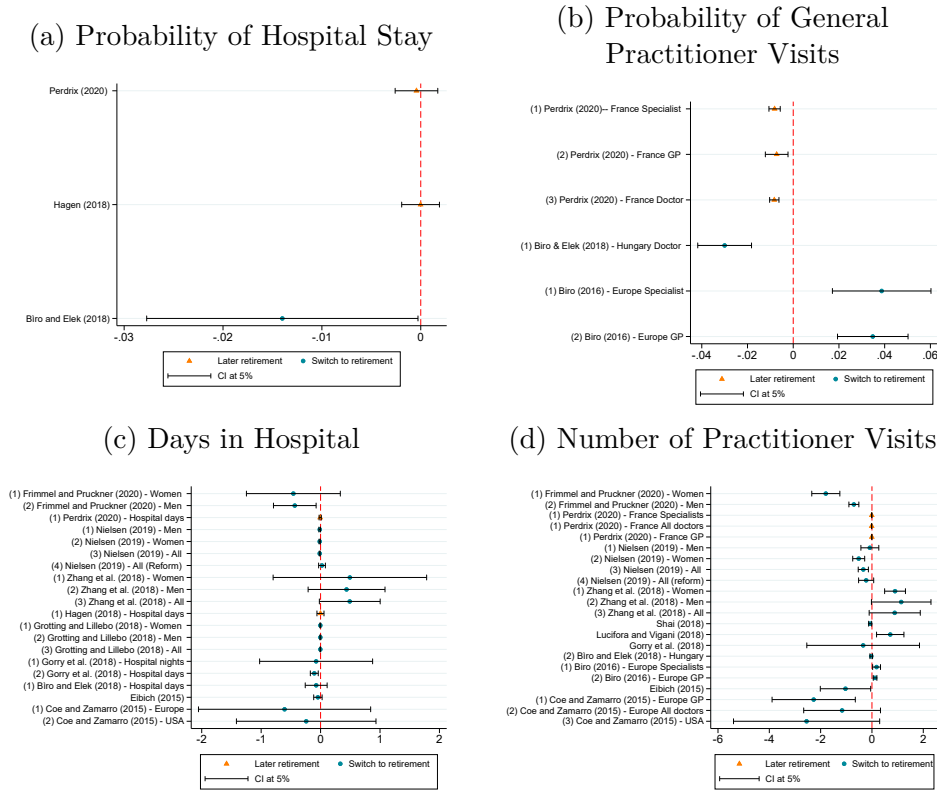 (a) Probability of Hospital Stay
Perdrix (2020)
Hagen (2018)
Biro and Elek (2018)
-.03 -.02 -.01 0
Later retirement Switch to retirement
CI at 5%
(b) Probability of General
Practitioner Visits
(1) Perdrix (2020)-- France Specialist
(2) Perdrix (2020) - France GP
(3) Perdrix (2020) - France Doctor
(1) Biro & Elek (2018) - Hungary Doctor
(1) Biro (2016) - Europe Specialist
(2) Biro (2016) - Europe GP
-.04 0 .02 .04 .06
Later retirement Switch to retirement
CI at 5%
(c) Days in Hospital
(1) Frimmel and Pruckner (2020) - Women
(2) Frimmel and Pruckner (2020) - Men
(1) Perdrix (2020) - Hospital days
(1) Nielsen (2019) - Men
(2) Nielsen (2019) - Women
(3) Nielsen (2019) - All
(4) Nielsen (2019) - All (Reform)
(1) Zhang et al. (2018) - Women
(2) Zhang et al. (2018) - Men
(3) Zhang et al. (2018) - All
(1) Hagen (2018) - Hospital days
(1) Grotting and Lillebo (2018) - Women
(2) Grotting and Lillebo (2018) - Men
(3) Grotting and Lillebo (2018) - All
(1) Gorry et al. (2018) - Hospital nights
(2) Gorry et al. (2018) - Hospital days
(1) Biro and Elek (2018) - Hospital days
Eibich (2015)
(1) Coe and Zamarro (2015) - Europe
(2) Coe and Zamarro (2015) - USA
-2 -1 0 1 2
Later retirement Switch to retirement
CI at 5%
(d) Number of Practitioner Visits
(1) Frimmel and Pruckner (2020) - Women
(2) Frimmel and Pruckner (2020) - Men
(1) Perdrix (2020) - France Specialists
(1) Perdrix (2020) - France All doctors
(1) Perdrix (2020) - France GP
(1) Nielsen (2019) - Men
(2) Nielsen (2019) - Women
(3) Nielsen (2019) - All
(4) Nielsen (2019) - All (reform)
(1) Zhang et al. (2018) - Women
(2) Zhang et al. (2018) - Men
(3) Zhang et al. (2018) - All
Shai (2018)
Lucifora and Vigani (2018)
Gorry et al. (2018)
(2) Biro and Elek (2018) - Hungary
(1) Biro (2016) - Europe Specialists
(2) Biro (2016) - Europe GP
Eibich (2015)
(1) Coe and Zamarro (2015) - Europe GP
(2) Coe and Zamarro (2015) - Europe All doctors
(3) Coe and Zamarro (2015) - USA
-6 -4 -2 0 2
Later retirement Switch to retirement
CI at 5%